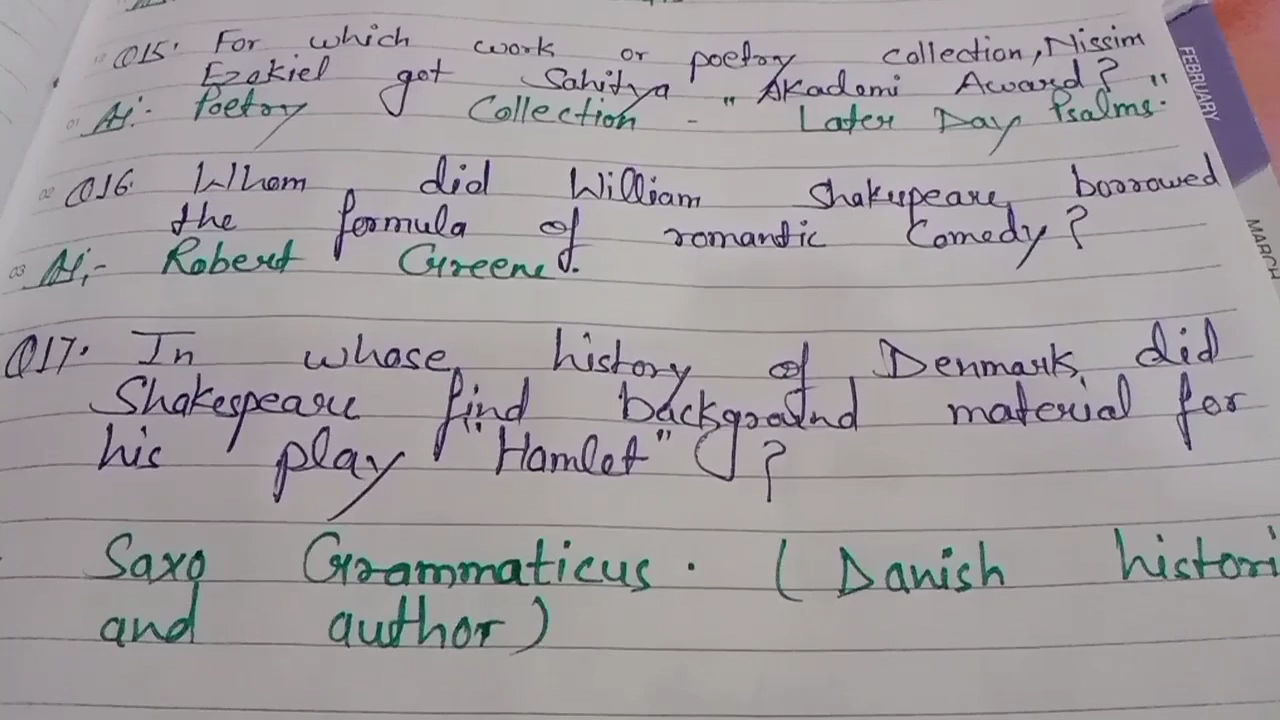 Q15. For which work or poetry collection, Nissim
Ezekiel got Sahitya Akademi Award?
A:- Poetry Collection - "Later Day Psalms."
Q16. Whom did William Shakespeare borrowed
the formula of romantic Comedy?
A:- Robert Greene.
Q17. In whose history of Denmark did
Shakespeare find background material for
his play "Hamlet"?
Saxo Grammaticus. (Danish histori
and author)
FEBRUARY
MARCH